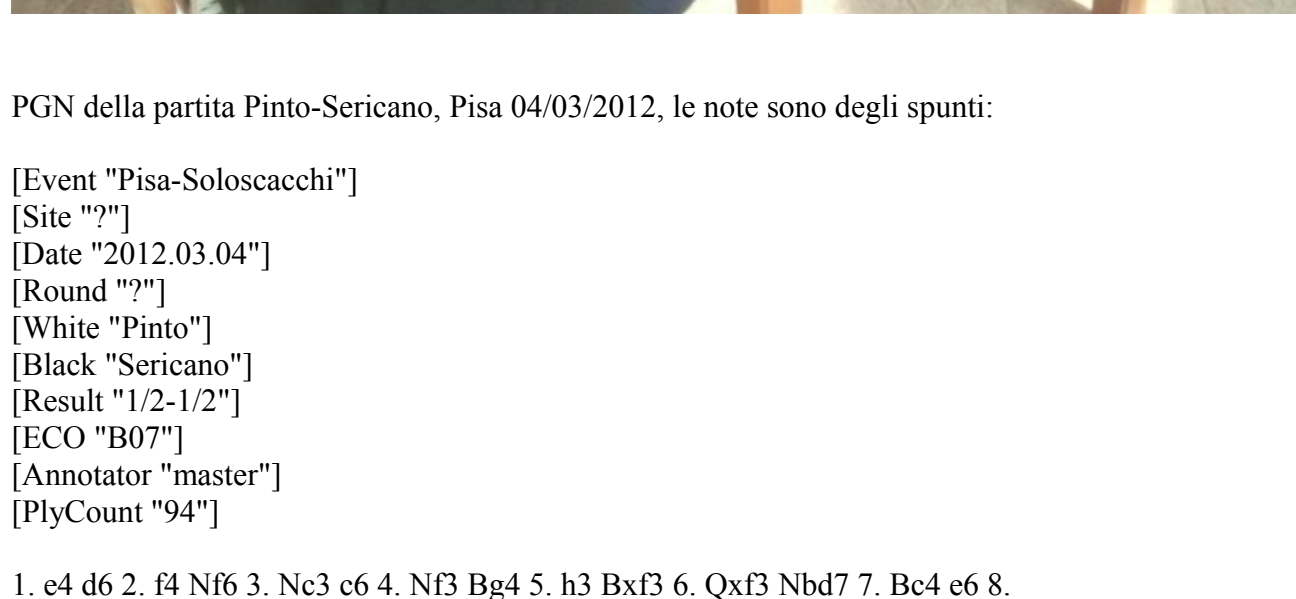 PGN della partita Pinto-Sericano, Pisa 04/03/2012, le note sono degli spunti:
[Event "Pisa-Soloscacchi"]
[Site "?"]
[Date "2012.03.04"]
[Round "?"]
[White "Pinto"]
[Black "Sericano"]
[Result "1/2-1/2"]
[ECO "B07"]
[Annotator "master"]
[PlyCount "94"]
1. e4 d6 2. f4 Nf6 3. Nc3 c6 4. Nf3 Bg4 5. h3 Bxf3 6. Qxf3 Nbd7 7. Bc4 e6 8.